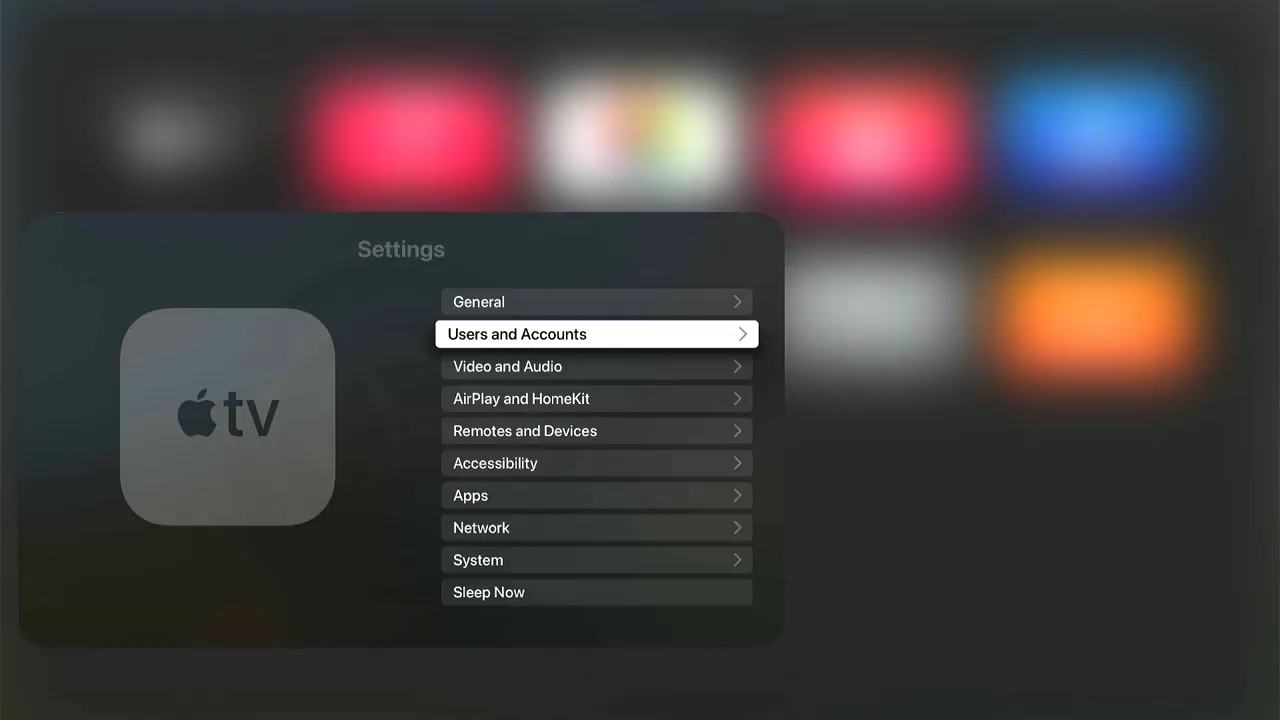 Settings
tv
General
Users and Accounts
Video and Audio
AirPlay and HomeKit
Remotes and Devices
Accessibility
Apps
Network
System
Sleep Now